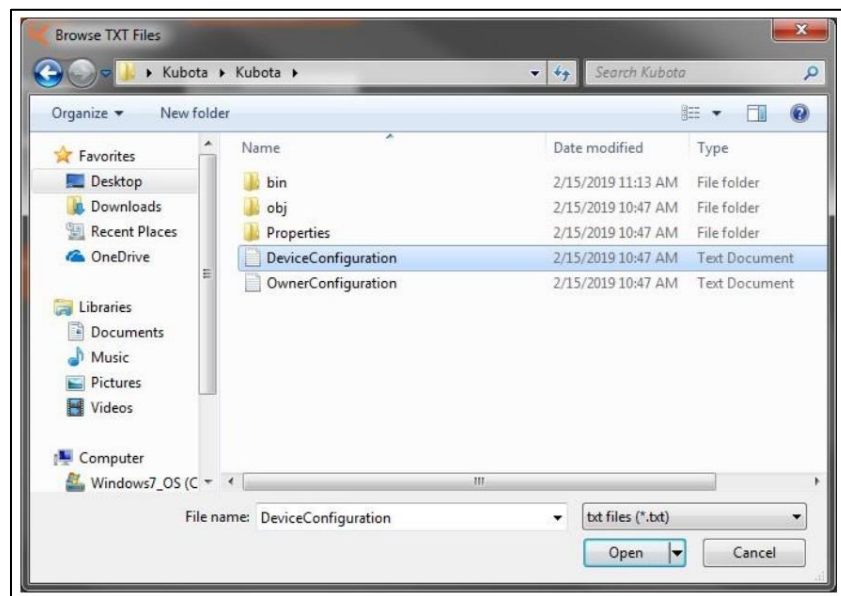 Browse TXT Files
Kubota Kubota
Search Kubota
Organize New folder
Name Date modified Type
Favorites
Desktop
Downloads
Recent Places
OneDrive
Libraries
Documents
Music
Pictures
Videos
Computer
Windows7_OS (C
bin 2/15/2019 11:13 AM File folder
obj 2/15/2019 10:47 AM File folder
Properties 2/15/2019 10:47 AM File folder
DeviceConfiguration 2/15/2019 10:47 AM Text Document
OwnerConfiguration 2/15/2019 10:47 AM Text Document
File name: DeviceConfiguration txt files (*.txt)
Open Cancel